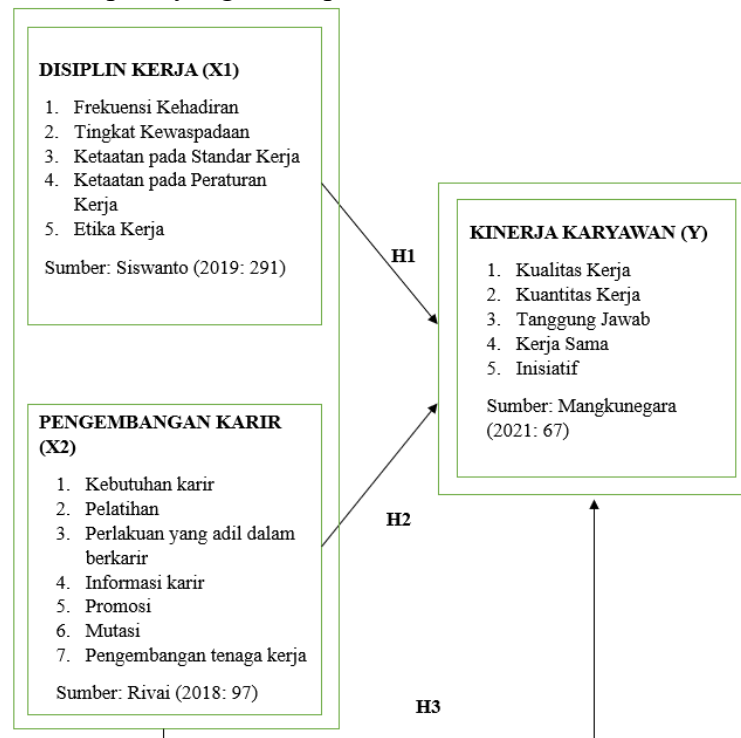 DISIPLIN KERJA (X1)
1. Frekuensi Kehadiran
2. Tingkat Kewaspadaan
3. Ketaatan pada Standar Kerja
4. Ketaatan pada Peraturan
Kerja
5. Etika Kerja
Sumber: Siswanto (2019: 291)
H1
KINERJA KARYAWAN (Y)
1. Kualitas Kerja
2. Kuantitas Kerja
3. Tanggung Jawab
4. Kerja Sama
5. Inisiatif
Sumber: Mangkunegara
(2021: 67)
PENGEMBANGAN KARIR
(X2)
1. Kebutuhan karir
2. Pelatihan
3. Perlakuan yang adil dalam
berkarir
4. Informasi karir
5. Promosi
6. Mutasi
7. Pengembangan tenaga kerja
Sumber: Rivai (2018: 97)
H2
H3